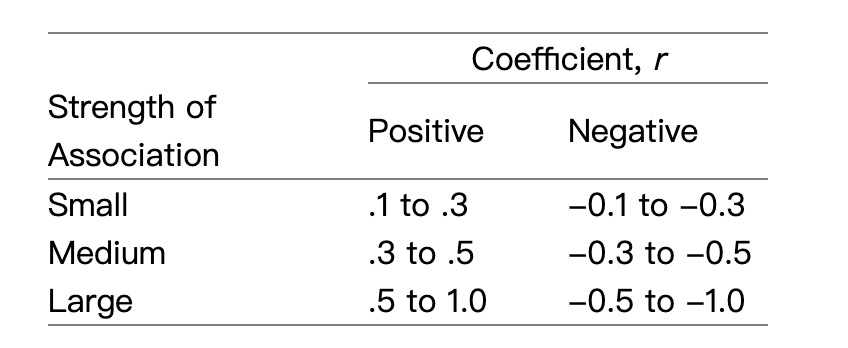 Coefficient, r
Strength of
Association
Positive Negative
Small .1 to .3 −0.1 to −0.3
Medium .3 to .5 −0.3 to −0.5
Large .5 to 1.0 −0.5 to −1.0